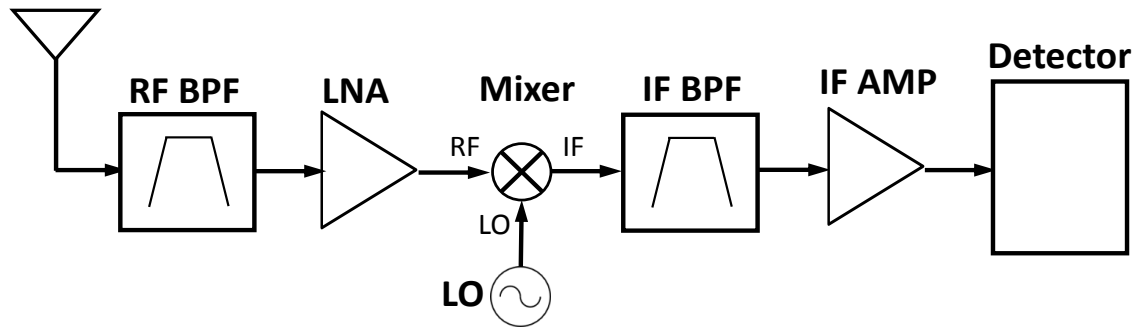 RF BPF
LNA
Mixer
IF BPF
IF AMP
Detector
RF
IF
LO
LO